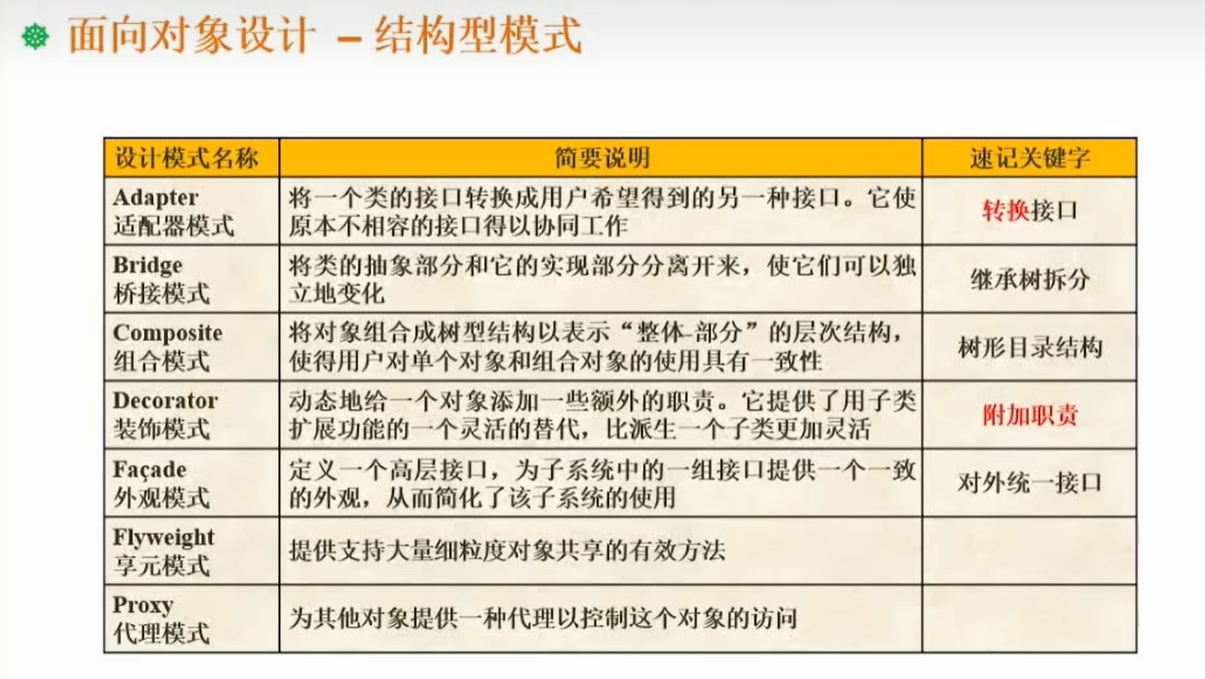 面向对象设计 – 结构型模式
设计模式名称 简要说明 速记关键字
Adapter
适配器模式
将一个类的接口转换成用户希望得到的另一种接口。它使
原本不相容的接口得以协同工作
转换接口
Bridge
桥接模式
将类的抽象部分和它的实现部分分离开来，使它们可以独
立地变化
继承树拆分
Composite
组合模式
将对象组合成树型结构以表示“整体-部分”的层次结构，
使得用户对单个对象和组合对象的使用具有一致性
树形目录结构
Decorator
装饰模式
动态地给一个对象添加一些额外的职责。它提供了用子类
扩展功能的一个灵活的替代，比派生一个子类更加灵活
附加职责
Façade
外观模式
定义一个高层接口，为子系统中的一组接口提供一个一致
的外观，从而简化了该子系统的使用
对外统一接口
Flyweight
享元模式
提供支持大量细粒度对象共享的有效方法
Proxy
代理模式
为其他对象提供一种代理以控制这个对象的访问